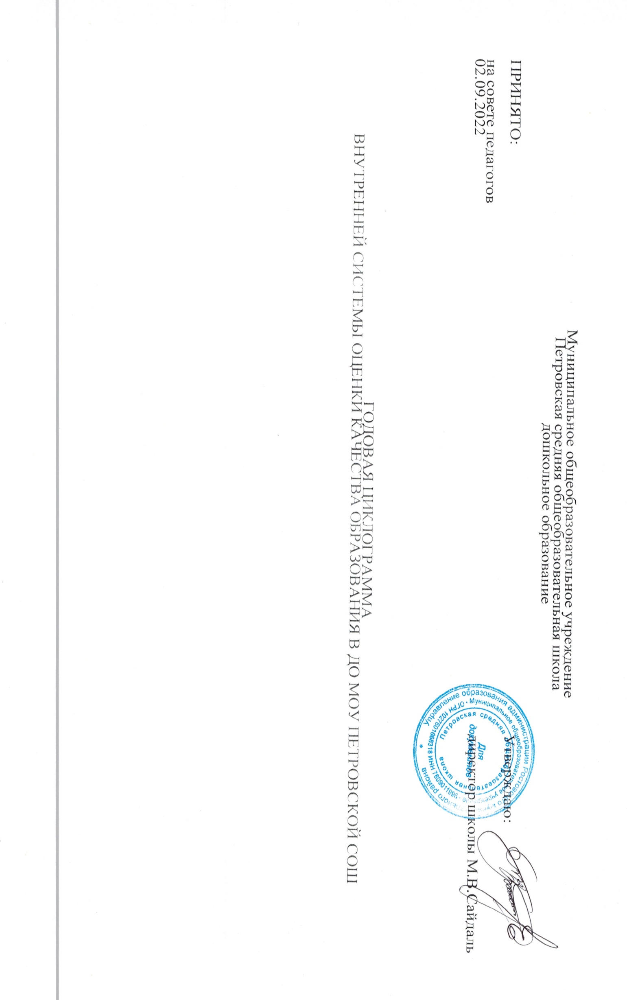 Муниципальное общеобразовательное учреждение
Петровская средняя общеобразовательная школа
дошкольное образование
ПРИНЯТО:
на совете педагогов
02.09.2022
Утверждаю:
директор школы М.В.Сайдаль
Управление образования администрации Ростовского муниципального района
Муниципальное общеобразовательное учреждение • ОГРН 1027601068318 ИНН 7609011996
Петровская средняя общеобразовательная школа
Для
документов
ГОДОВАЯ ЦИКЛОГРАММА
ВНУТРЕННЕЙ СИСТЕМЫ ОЦЕНКИ КАЧЕСТВА ОБРАЗОВАНИЯ В ДО МОУ ПЕТРОВСКОЙ СОШ